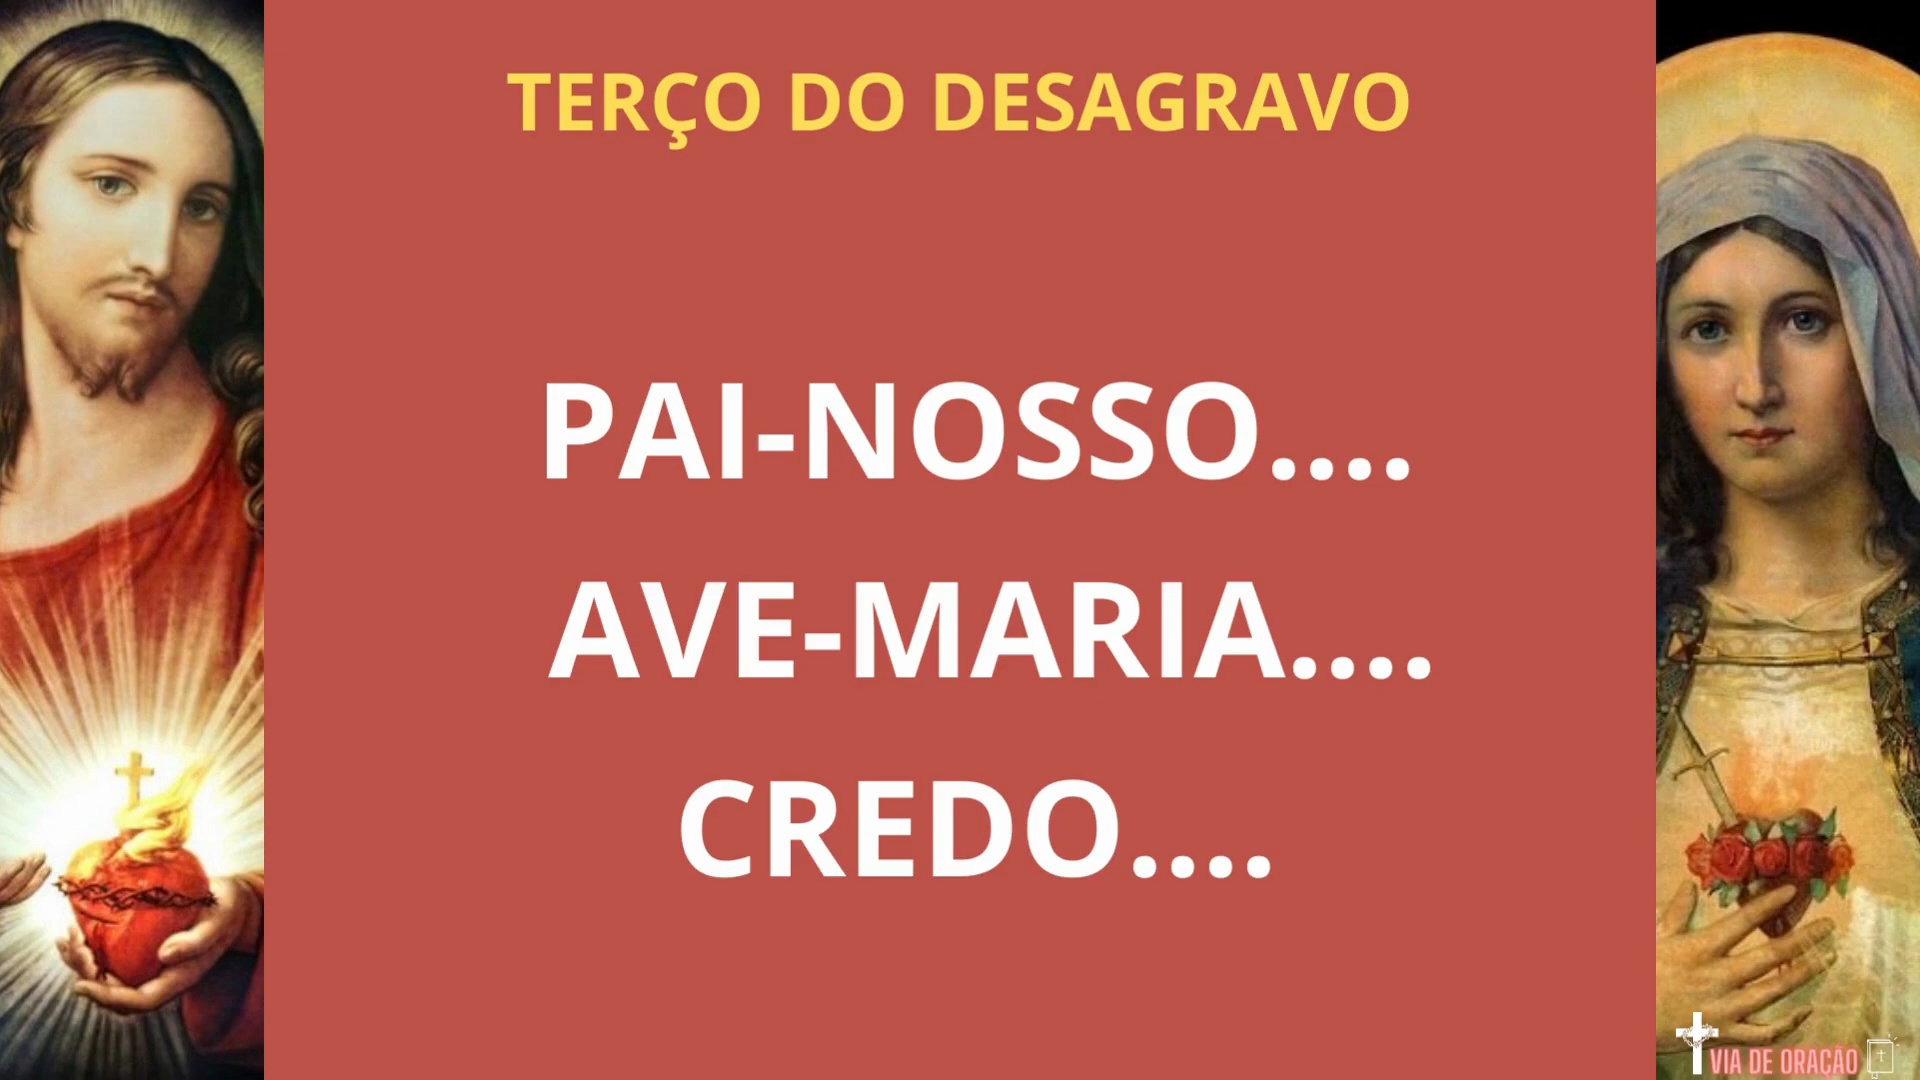 TERÇO DO DESAGRAVO
PAI-NOSSO....
AVE-MARIA....
CREDO....
VIA DE ORAÇÃO